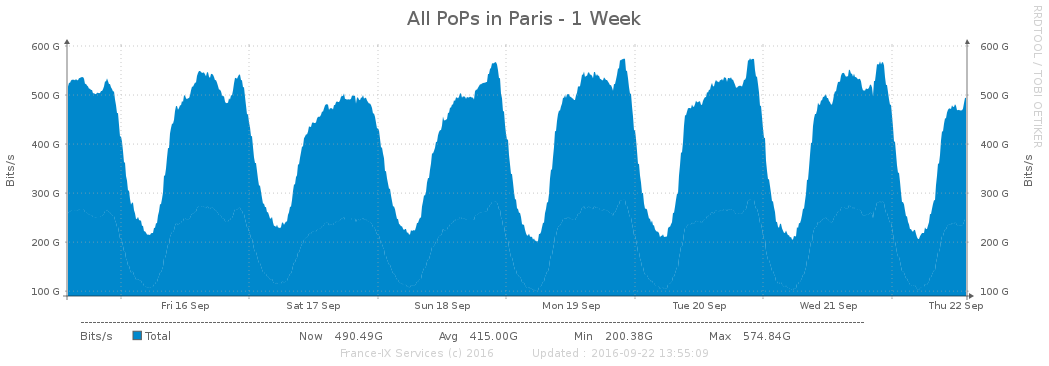 All PoPs in Paris - 1 Week
RRDTOOL / TOBI OETIKER
600 G 600 G
500 G 500 G
400 G 400 G
300 G 300 G
200 G 200 G
100 G 100 G
Bits/s
Bits/s
Fri 16 Sep Sat 17 Sep Sun 18 Sep Mon 19 Sep Tue 20 Sep Wed 21 Sep Thu 22 Sep
Bits/s Total Now 490.49G Avg 415.00G Min 200.38G Max 574.84G
France-IX Services (c) 2016 Updated : 2016-09-22 13:55:09